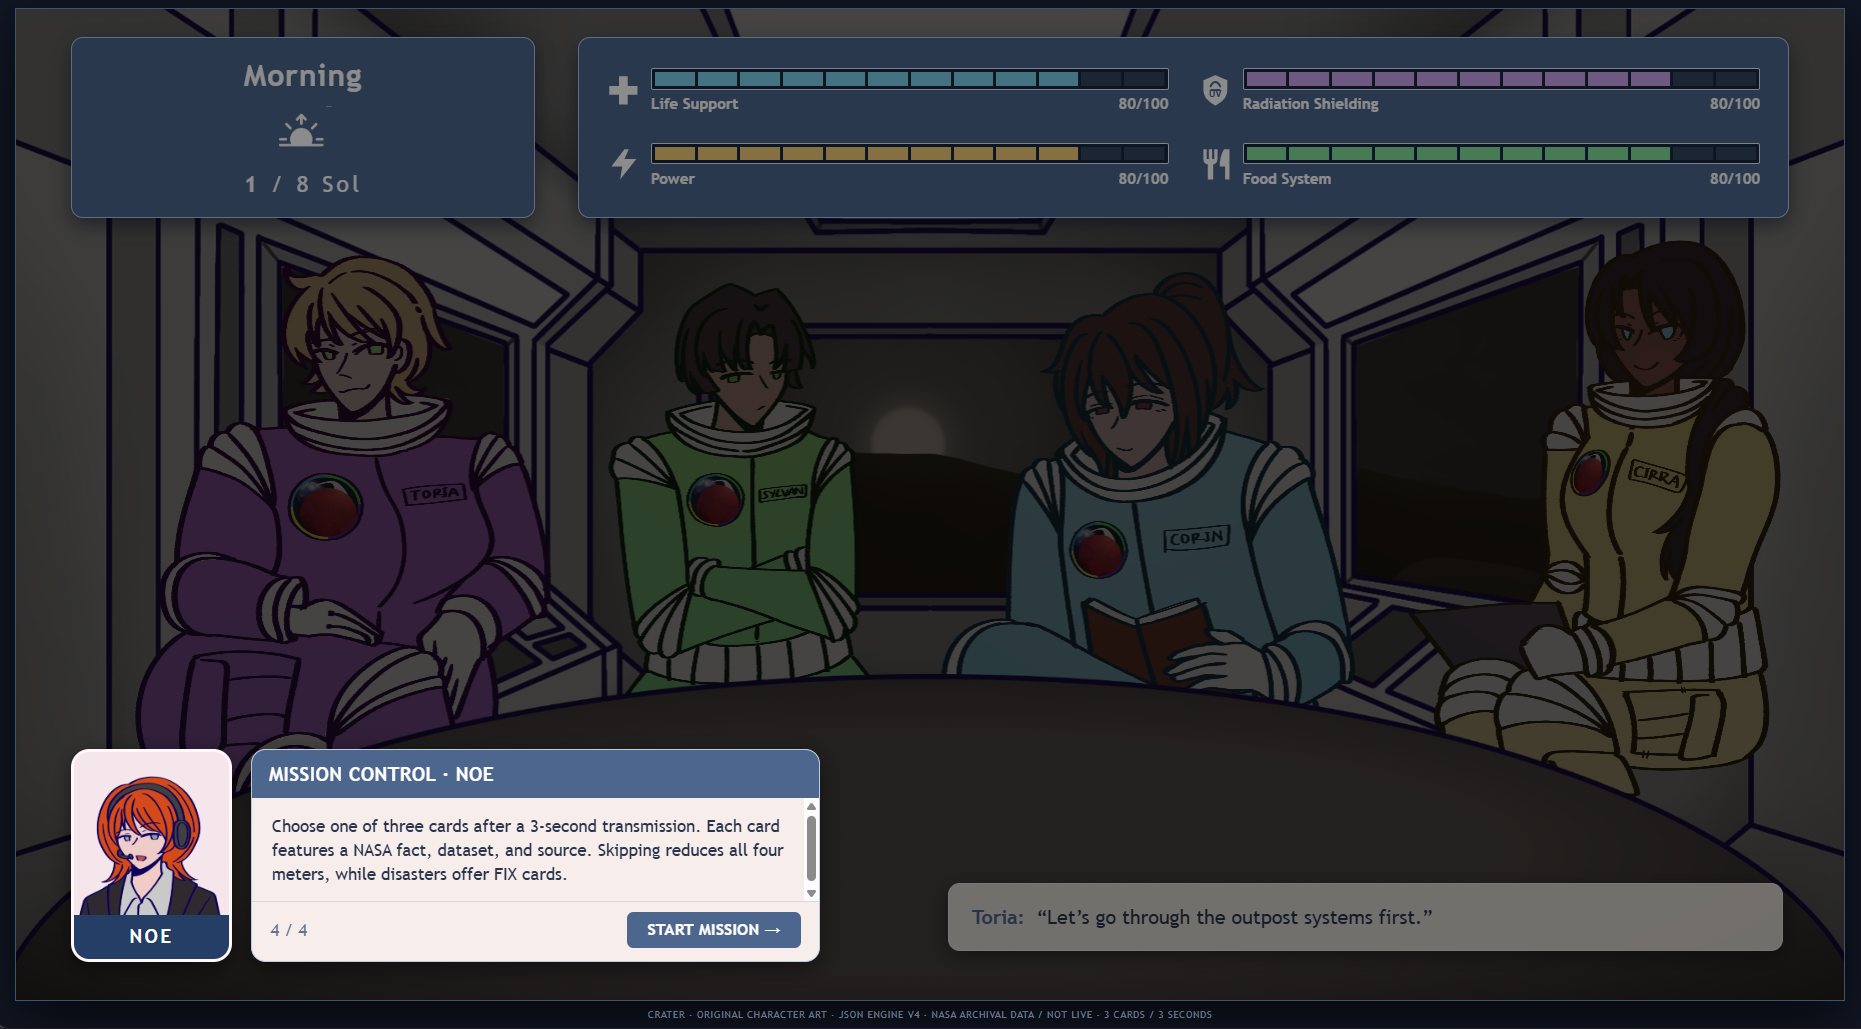 Morning
1 / 8 Sol
Life Support 80/100
Radiation Shielding 80/100
UV
Power 80/100
Food System 80/100
TORIA
SYLVAN
CORIN
CIRRA
MISSION CONTROL · NOE
Choose one of three cards after a 3-second transmission. Each card
features a NASA fact, dataset, and source. Skipping reduces all four
meters, while disasters offer FIX cards.
4 / 4
START MISSION →
NOE
Toria: “Let’s go through the outpost systems first.”
CRATER · ORIGINAL CHARACTER ART · JSON ENGINE V4 · NASA ARCHIVAL DATA / NOT LIVE · 3 CARDS / 3 SECONDS